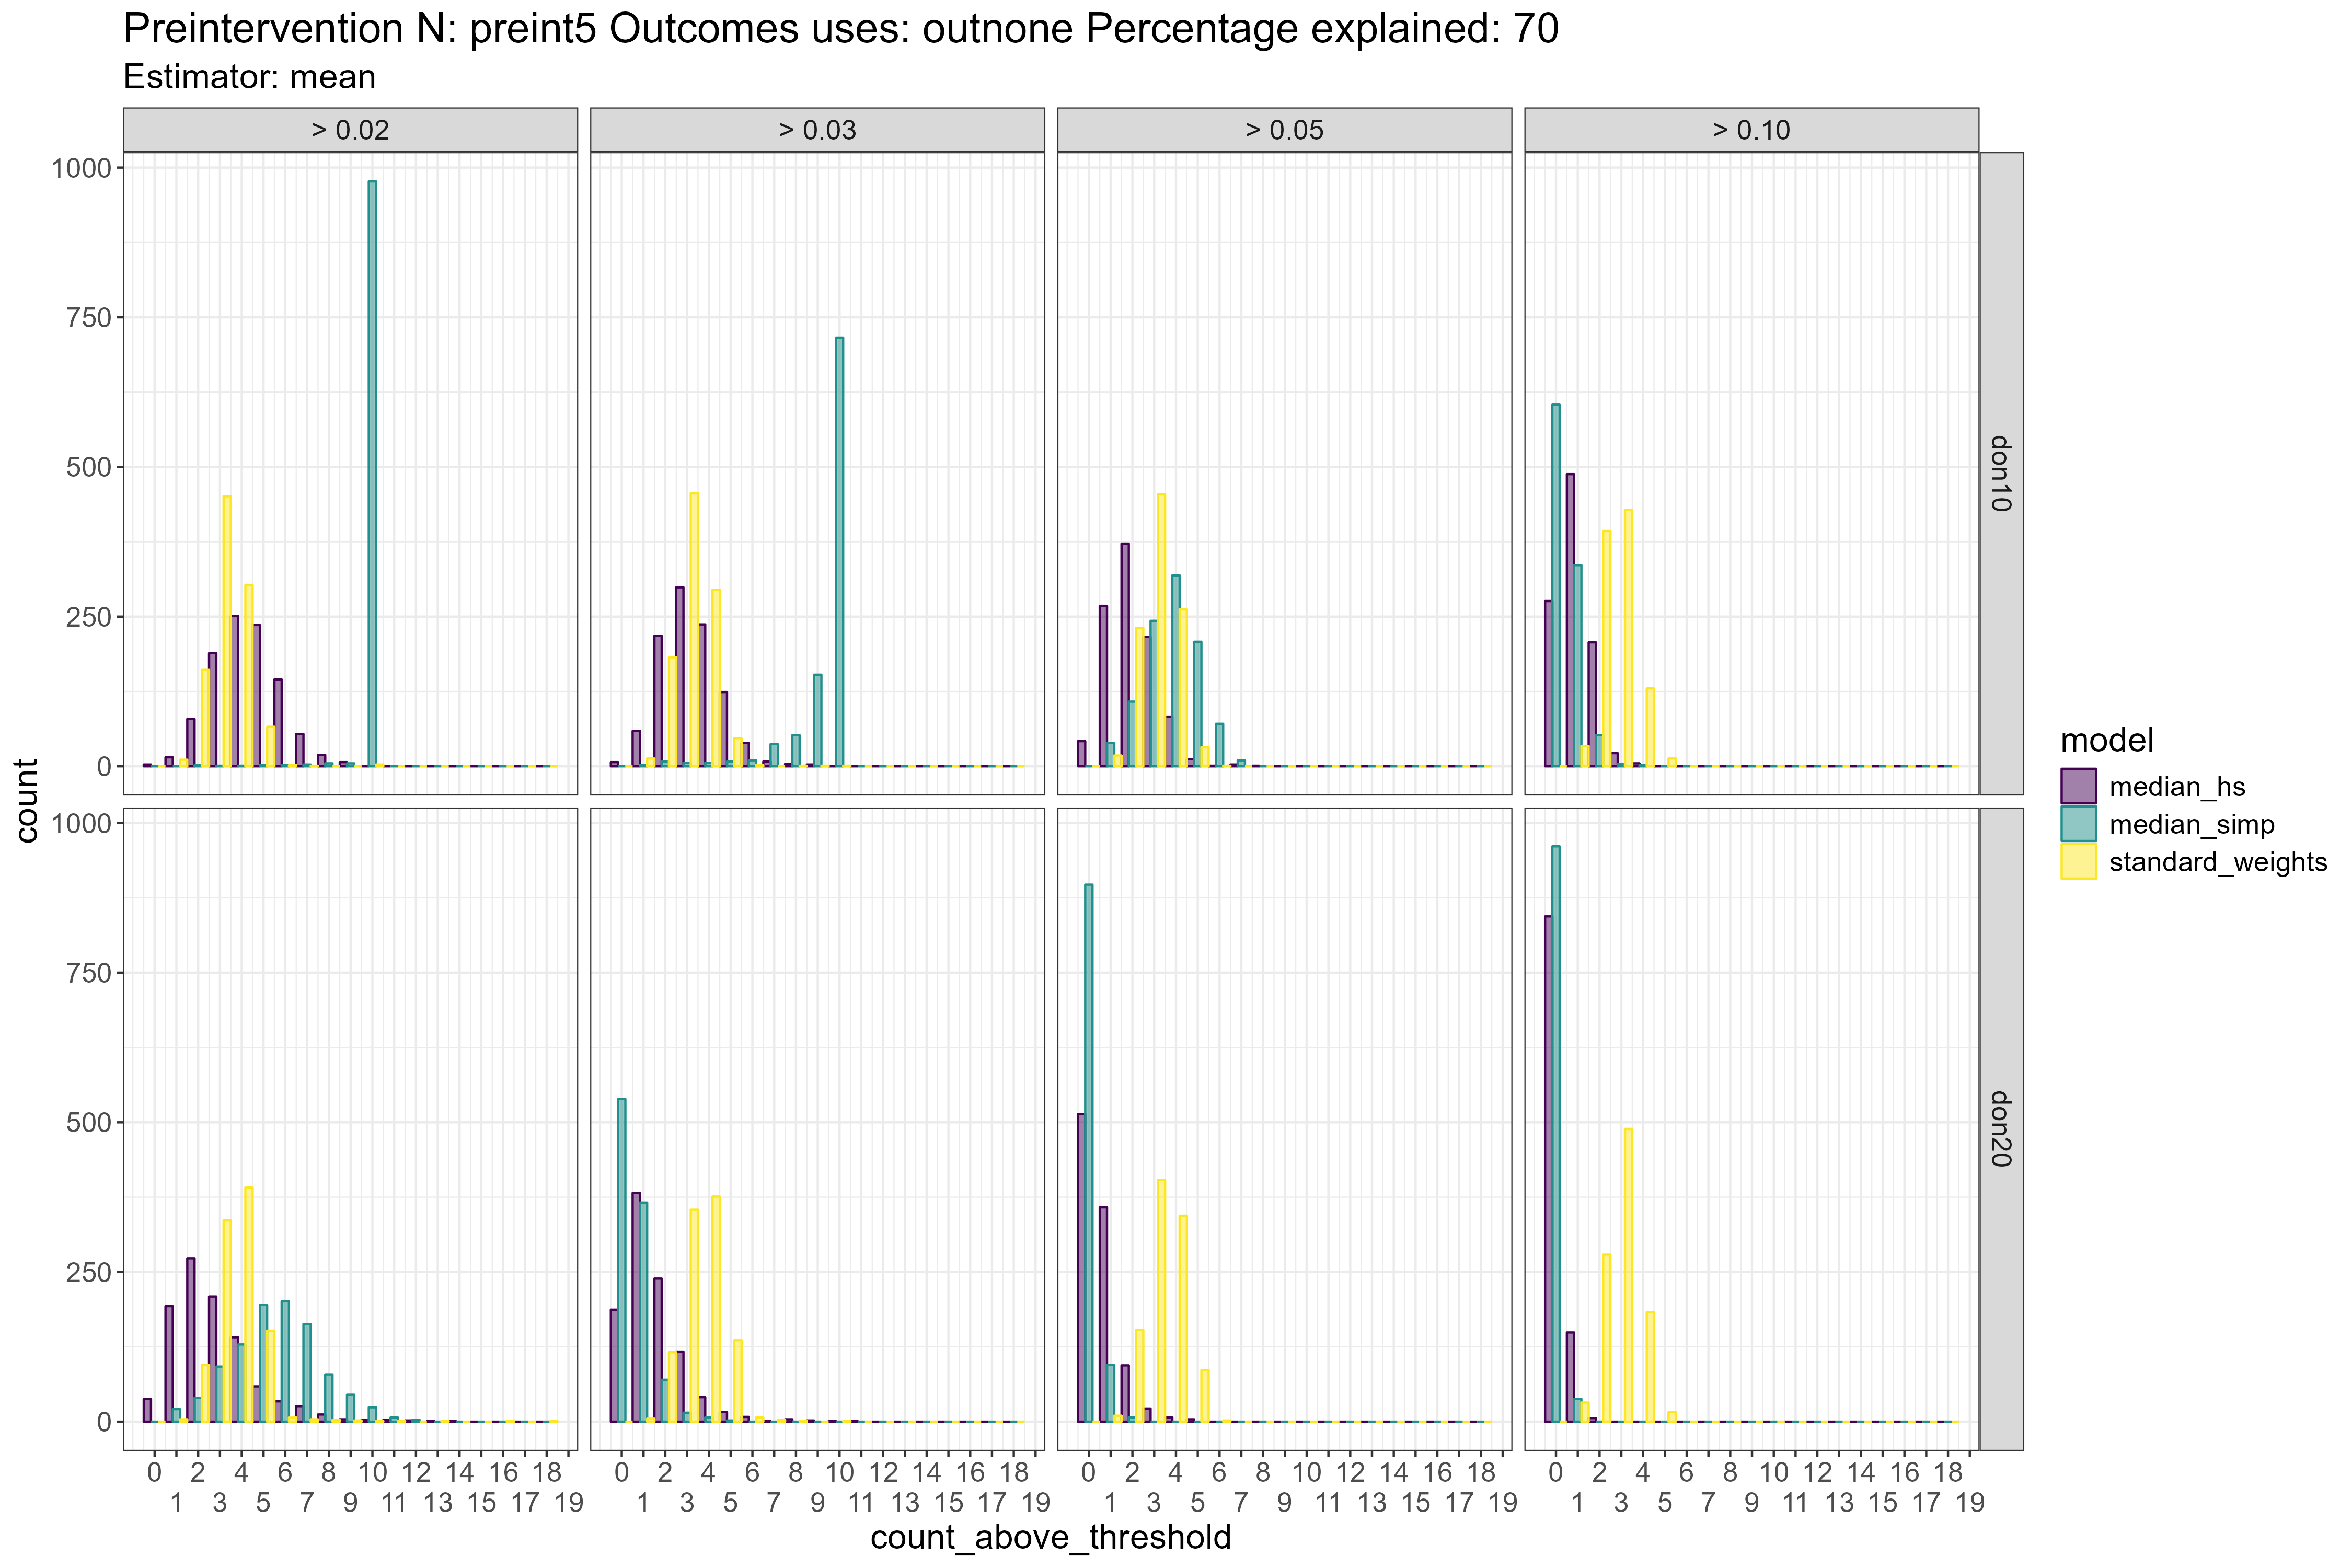 Preintervention N: preint5 Outcomes uses: outnone Percentage explained: 70
Estimator: mean
> 0.02 > 0.03 > 0.05 > 0.10
1000
750
500
250
0
don10
1000
750
500
250
0
don20
count
0 2 4 6 8 10 12 14 16 18 0 2 4 6 8 10 12 14 16 18 0 2 4 6 8 10 12 14 16 18 0 2 4 6 8 10 12 14 16 18
1 3 5 7 9 11 13 15 17 19 1 3 5 7 9 11 13 15 17 19 1 3 5 7 9 11 13 15 17 19 1 3 5 7 9 11 13 15 17 19
count_above_threshold
model
median_hs
median_simp
standard_weights